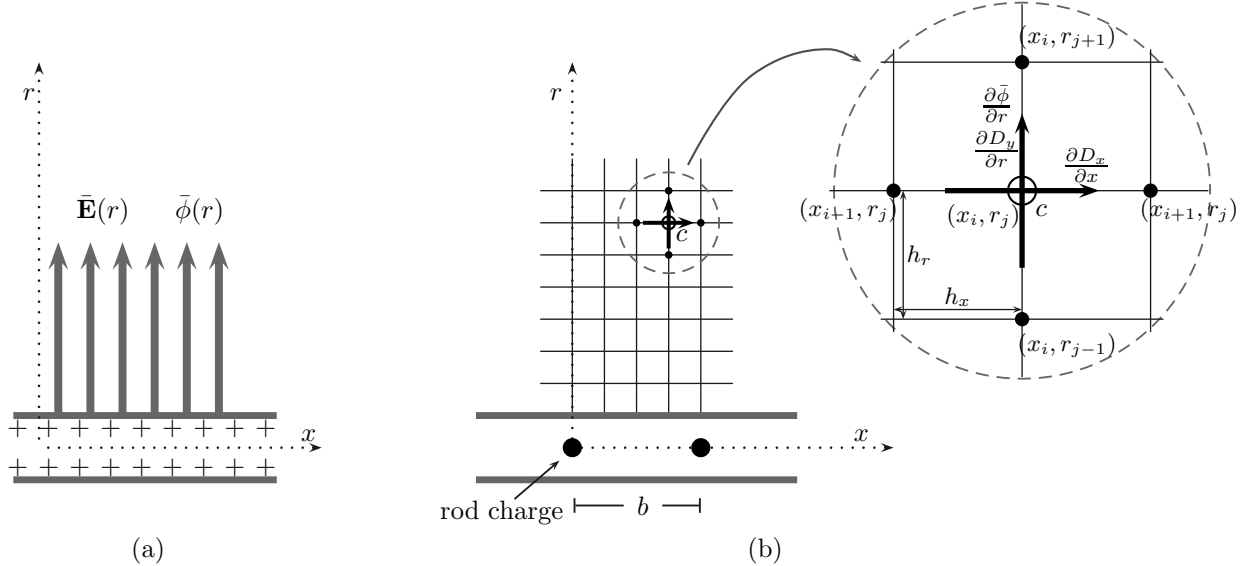 r
Ē(r) ϕ̄(r)
+ + + + + + + + +
x
+ + + + + + + + +
(a)
r
c
x
rod charge
b
(b)
(x_i, r_{j+1})
∂ϕ̄/∂r
∂D_y/∂r
∂D_x/∂x
(x_{i+1}, r_j) (x_i, r_j) c (x_{i+1}, r_j)
h_r
h_x
(x_i, r_{j−1})